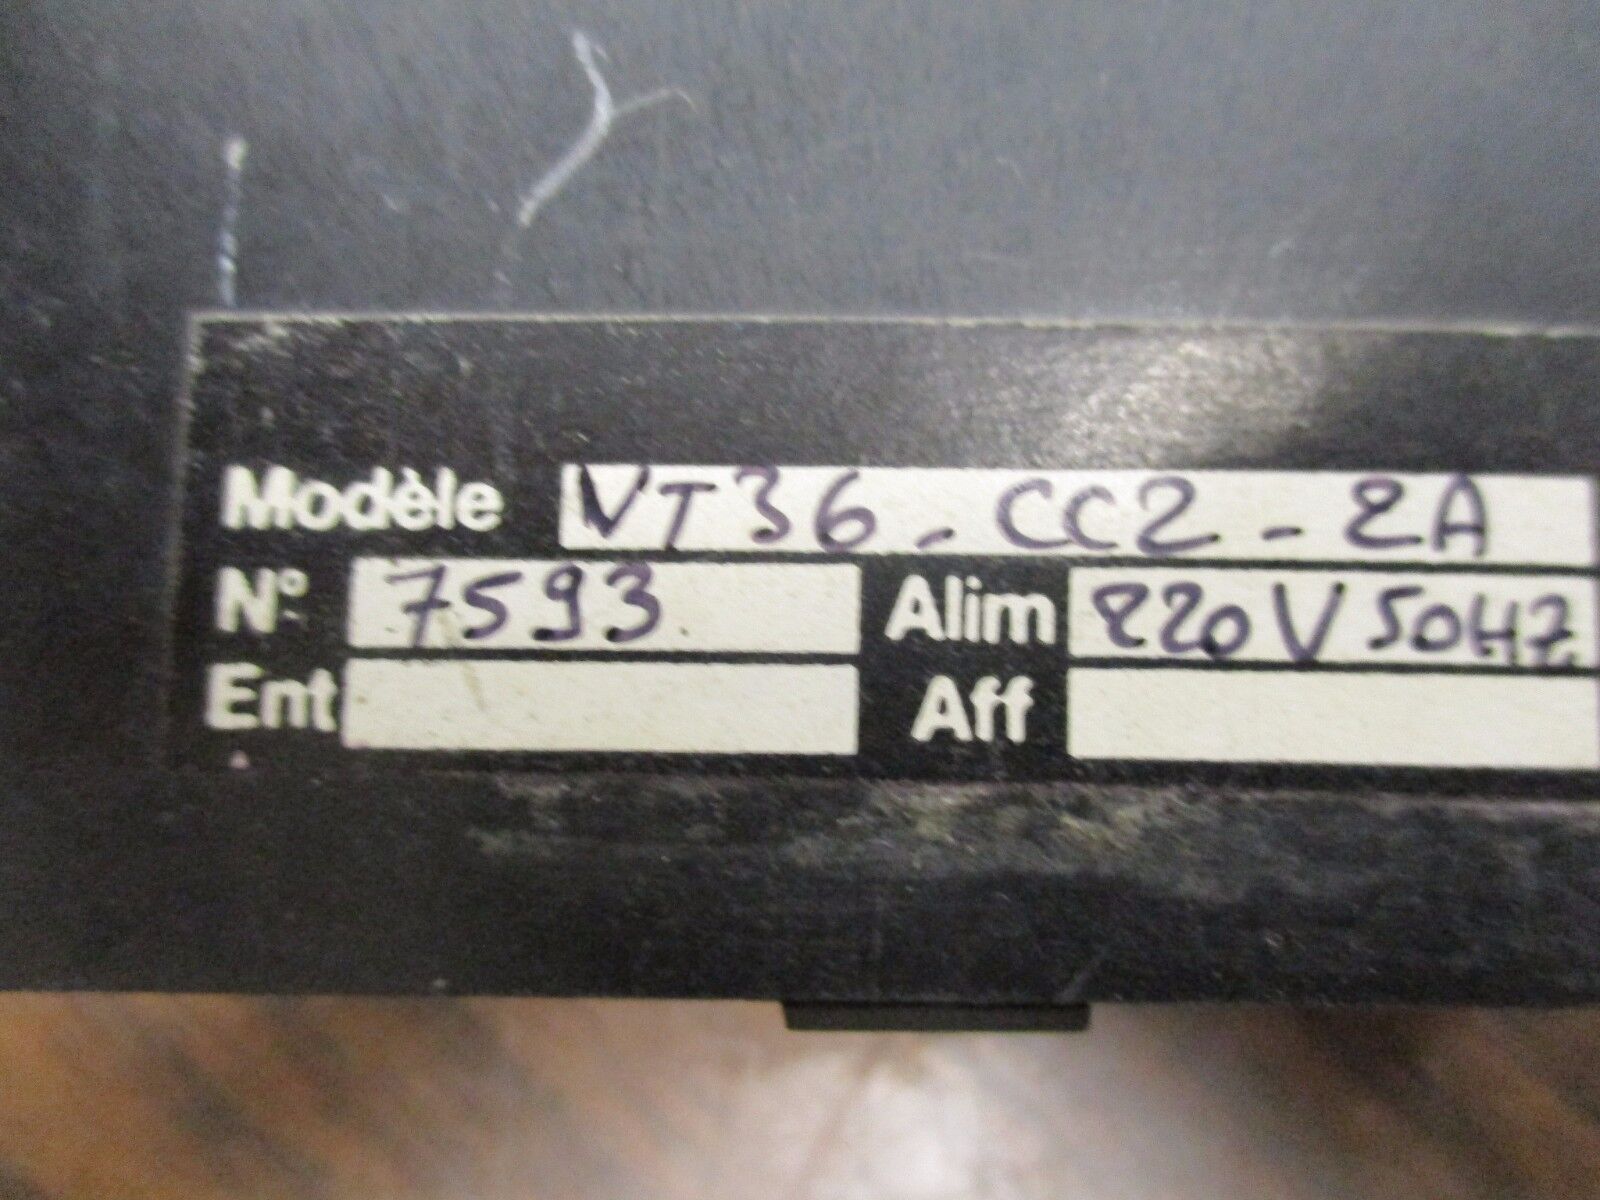 Modèle VT36-CC2-2A
N° 7593 Alim 220V 50HZ
Ent Aff